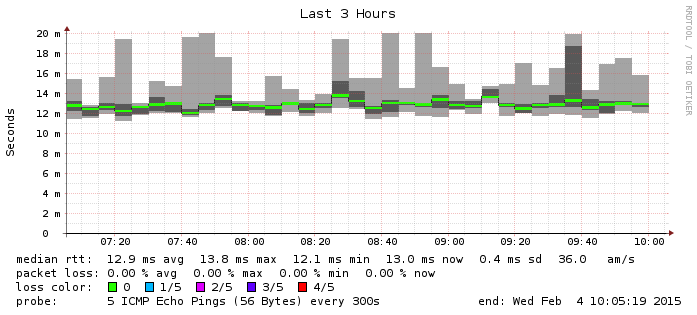 Last 3 Hours
RRDTOOL / TOBI OETIKER
Seconds
20 m
18 m
16 m
14 m
12 m
10 m
8 m
6 m
4 m
2 m
0
07:20 07:40 08:00 08:20 08:40 09:00 09:20 09:40 10:00
median rtt: 12.9 ms avg 13.8 ms max 12.1 ms min 13.0 ms now 0.4 ms sd 36.0 am/s
packet loss: 0.00 % avg 0.00 % max 0.00 % min 0.00 % now
loss color: 0 1/5 2/5 3/5 4/5
probe: 5 ICMP Echo Pings (56 Bytes) every 300s end: Wed Feb 4 10:05:19 2015